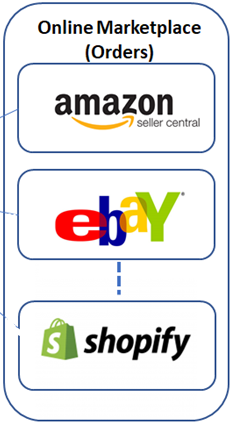 Online Marketplace
(Orders)
amazon
seller central
ebaY®
S shopify